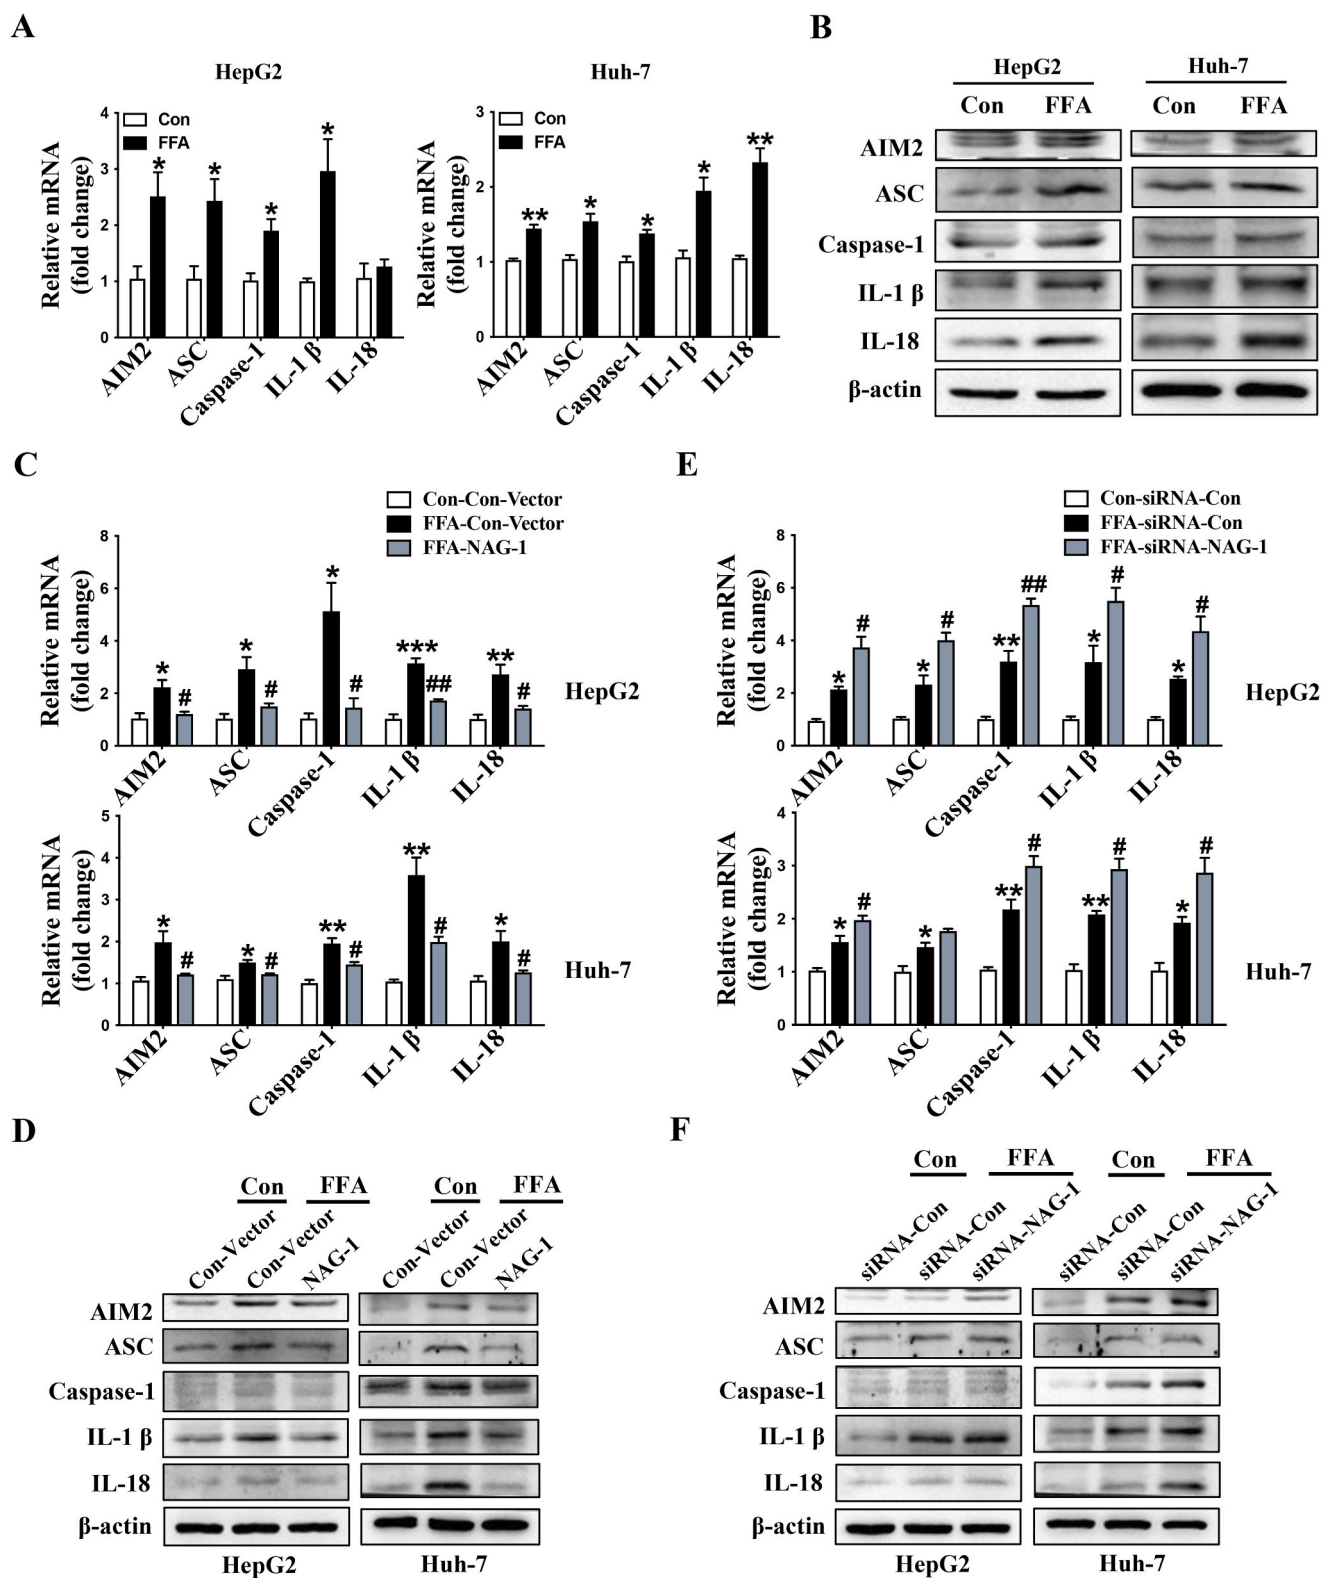 A
HepG2
Relative mRNA
(fold change)
4
3
2
1
0
Con
FFA
*
*
*
*
AIM2
ASC
Caspase-1
IL-1 β
IL-18
Huh-7
Relative mRNA
(fold change)
3
2
1
0
Con
FFA
**
*
*
*
**
AIM2
ASC
Caspase-1
IL-1 β
IL-18
B
HepG2
Huh-7
Con FFA
Con FFA
AIM2
ASC
Caspase-1
IL-1 β
IL-18
β-actin
C
Con-Con-Vector
FFA-Con-Vector
FFA-NAG-1
Relative mRNA
(fold change)
8
6
4
2
0
*
#
*
#
*
#
***
##
**
#
AIM2
ASC
Caspase-1
IL-1 β
IL-18
HepG2
Relative mRNA
(fold change)
5
4
3
2
1
0
*
#
*
#
**
#
**
#
*
#
AIM2
ASC
Caspase-1
IL-1 β
IL-18
Huh-7
E
Con-siRNA-Con
FFA-siRNA-Con
FFA-siRNA-NAG-1
Relative mRNA
(fold change)
8
6
4
2
0
*
#
*
#
**
##
*
#
*
#
AIM2
ASC
Caspase-1
IL-1 β
IL-18
HepG2
Relative mRNA
(fold change)
4
3
2
1
0
*
#
*
**
#
**
#
*
#
AIM2
ASC
Caspase-1
IL-1 β
IL-18
Huh-7
D
Con FFA
Con FFA
Con-Vector
Con-Vector
NAG-1
Con-Vector
Con-Vector
NAG-1
AIM2
ASC
Caspase-1
IL-1 β
IL-18
β-actin
HepG2
Huh-7
F
Con FFA
Con FFA
siRNA-Con
siRNA-Con
siRNA-NAG-1
siRNA-Con
siRNA-Con
siRNA-NAG-1
AIM2
ASC
Caspase-1
IL-1 β
IL-18
β-actin
HepG2
Huh-7